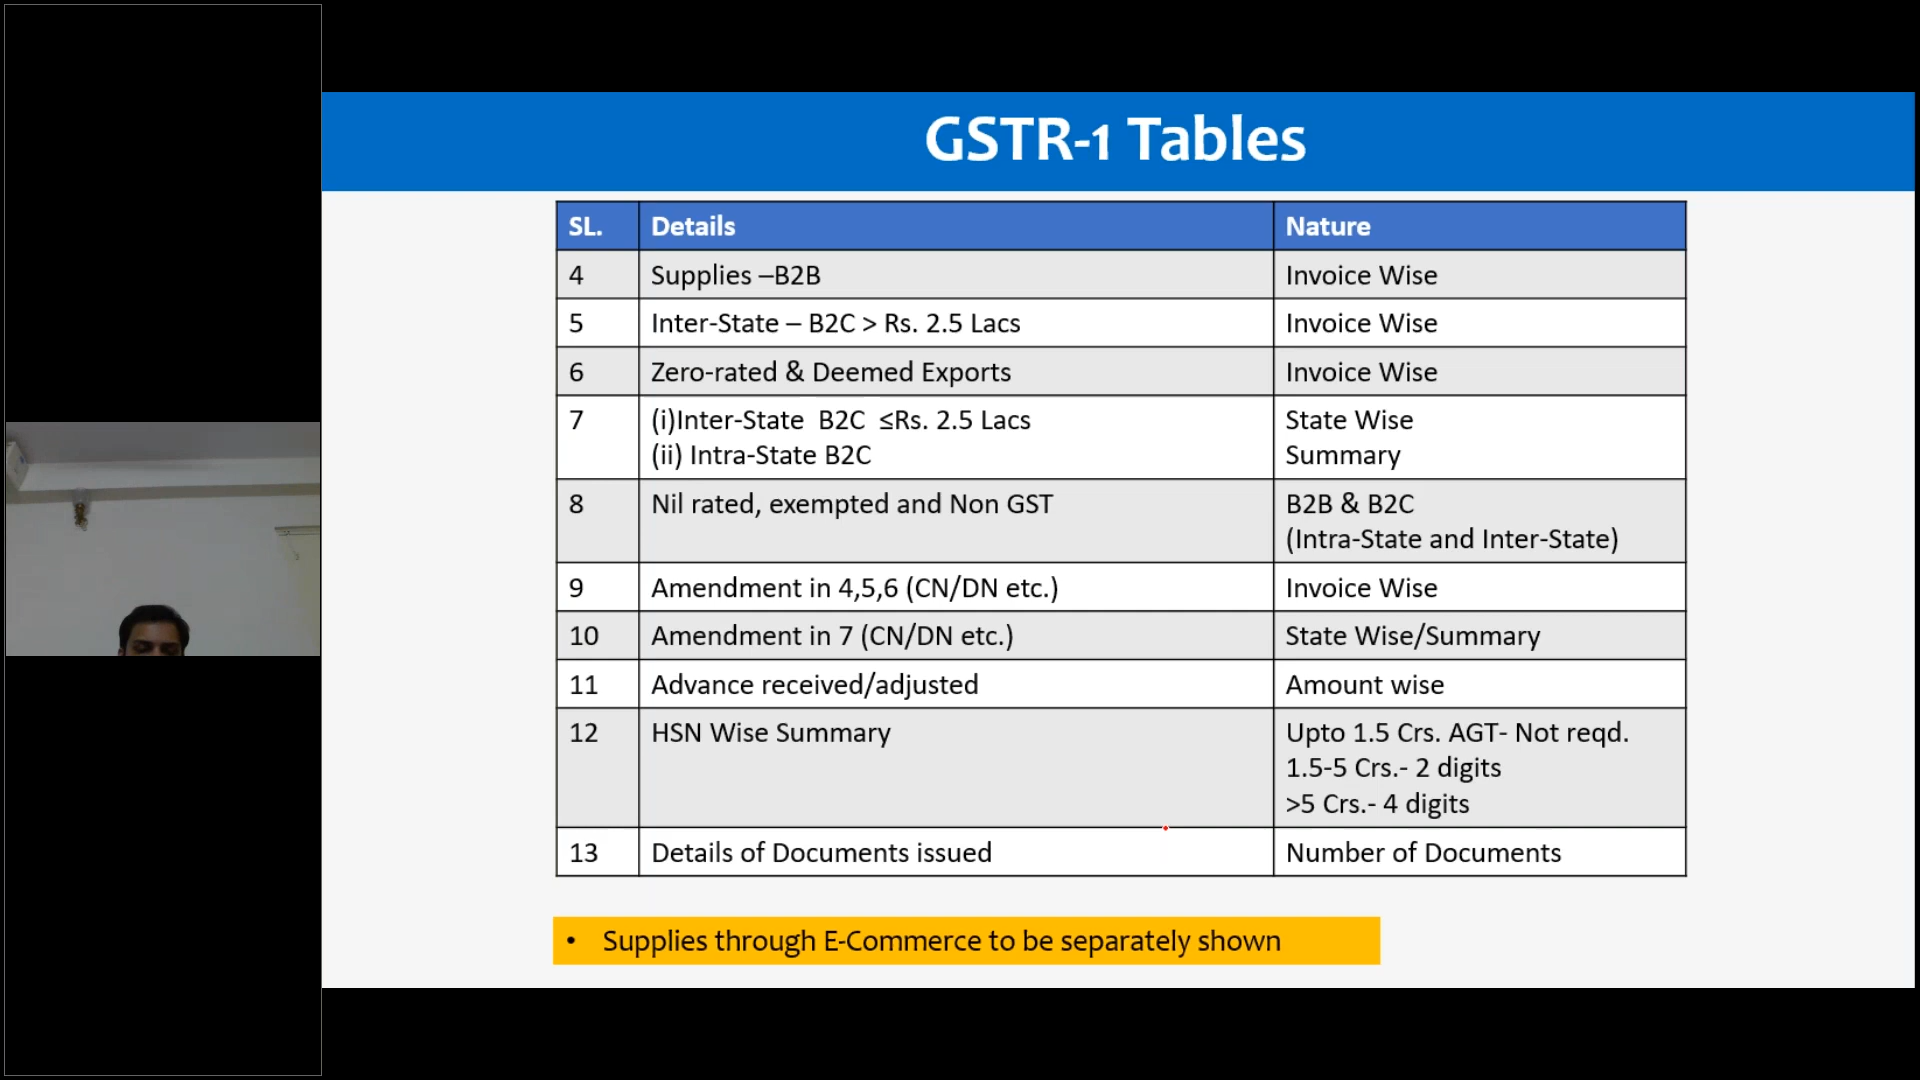 GSTR-1 Tables
SL. Details Nature
4 Supplies –B2B Invoice Wise
5 Inter-State – B2C > Rs. 2.5 Lacs Invoice Wise
6 Zero-rated & Deemed Exports Invoice Wise
7 (i)Inter-State B2C ≤Rs. 2.5 Lacs State Wise
(ii) Intra-State B2C Summary
8 Nil rated, exempted and Non GST B2B & B2C
(Intra-State and Inter-State)
9 Amendment in 4,5,6 (CN/DN etc.) Invoice Wise
10 Amendment in 7 (CN/DN etc.) State Wise/Summary
11 Advance received/adjusted Amount wise
12 HSN Wise Summary Upto 1.5 Crs. AGT- Not reqd.
1.5-5 Crs.- 2 digits
>5 Crs.- 4 digits
13 Details of Documents issued Number of Documents
• Supplies through E-Commerce to be separately shown